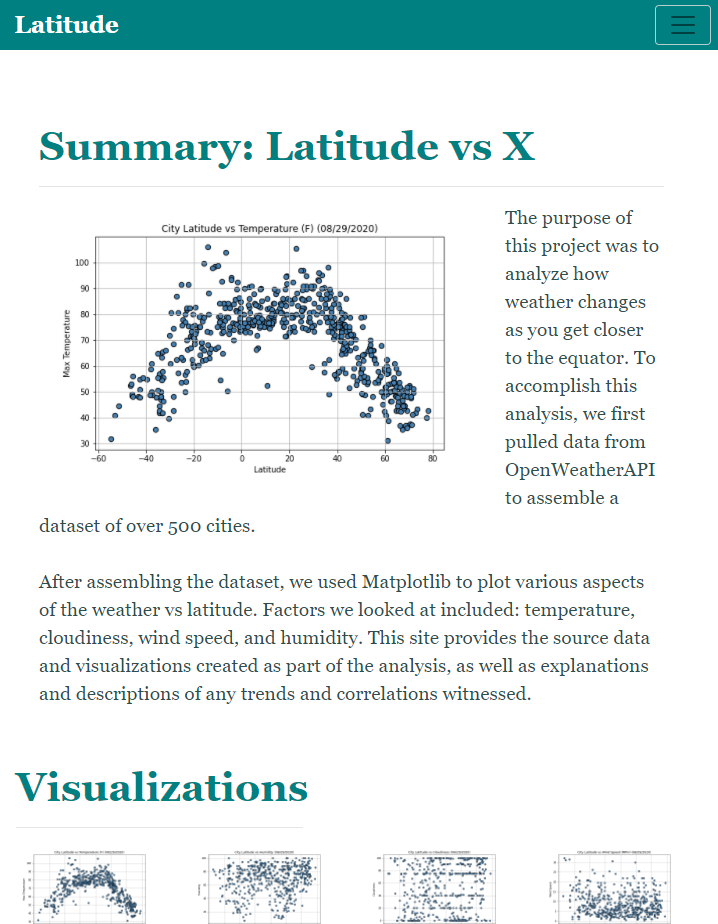 Latitude
Summary: Latitude vs X
City Latitude vs Temperature (F) (08/29/2020)
Max Temperature
100
90
80
70
60
50
40
30
−60
−40
−20
0
20
40
60
80
Latitude
The purpose of
this project was to
analyze how
weather changes
as you get closer
to the equator. To
accomplish this
analysis, we first
pulled data from
OpenWeatherAPI
to assemble a
dataset of over 500 cities.
After assembling the dataset, we used Matplotlib to plot various aspects
of the weather vs latitude. Factors we looked at included: temperature,
cloudiness, wind speed, and humidity. This site provides the source data
and visualizations created as part of the analysis, as well as explanations
and descriptions of any trends and correlations witnessed.
Visualizations